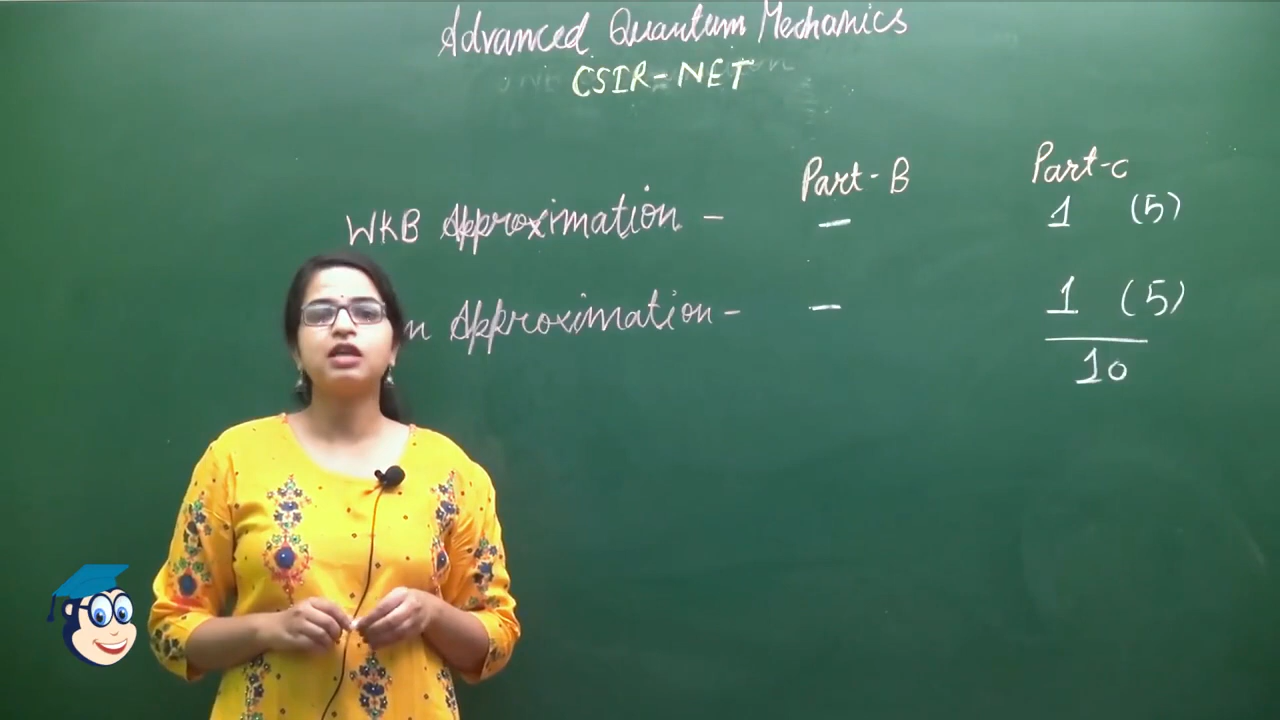 Advanced Quantum Mechanics
CSIR-NET
Part-B Part-C
WKB Approximation - - 1 (5)
Approximation - - 1 (5)
10